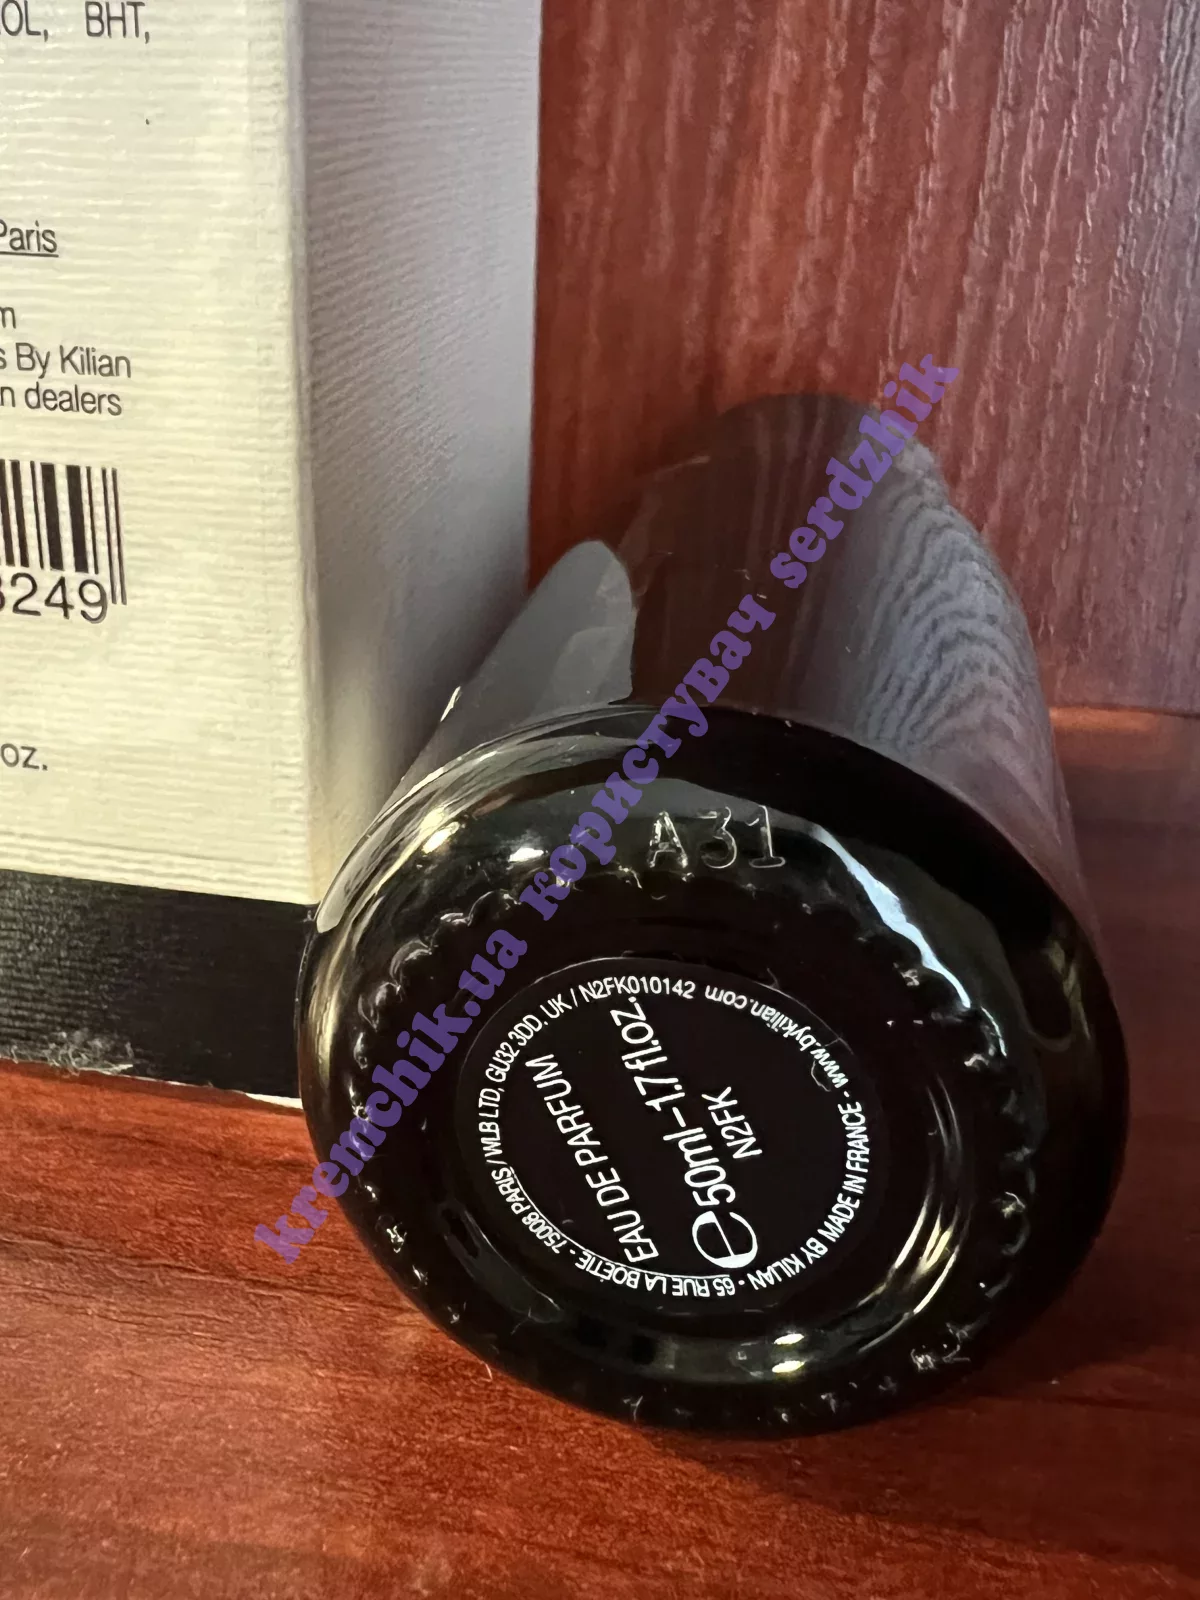 OL, BHT,
Paris
m
s By Kilian
n dealers
3249
oz.
A31
BY KILIAN - 65 RUE LA BOÉTIE - 75008 PARIS / WLB LTD, GU32 3DD, UK / N2FK010142
www.bykilian.com
MADE IN FRANCE -
EAU DE PARFUM
e 50ml-1.7fl.oz.
N2FK
kremchik.ua користувач serdzhik